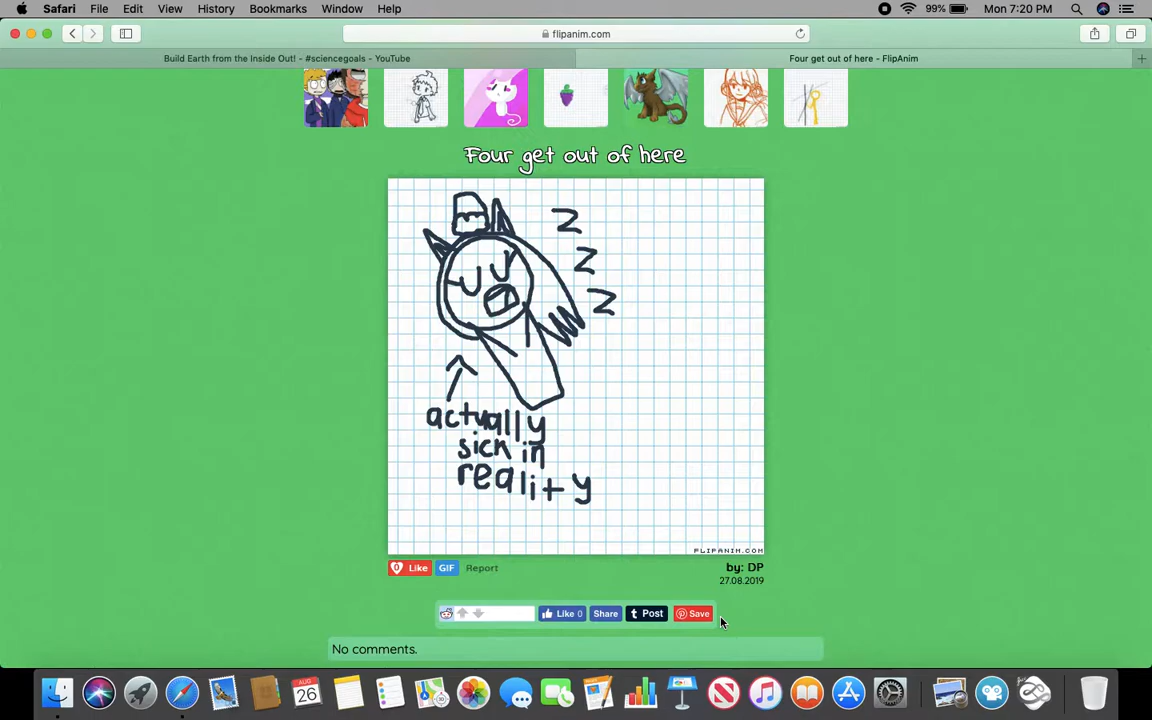 Safari File Edit View History Bookmarks Window Help 99% Mon 7:20 PM
flipanim.com
Build Earth from the Inside Out! - #sciencegoals - YouTube Four get out of here - FlipAnim
Four get out of here
Z
Z
Z
actually
sick in
reality
FLIPANIM.COM
0 Like GIF Report by: DP
27.08.2019
Like 0 Share t Post Save
No comments.
AUG
26